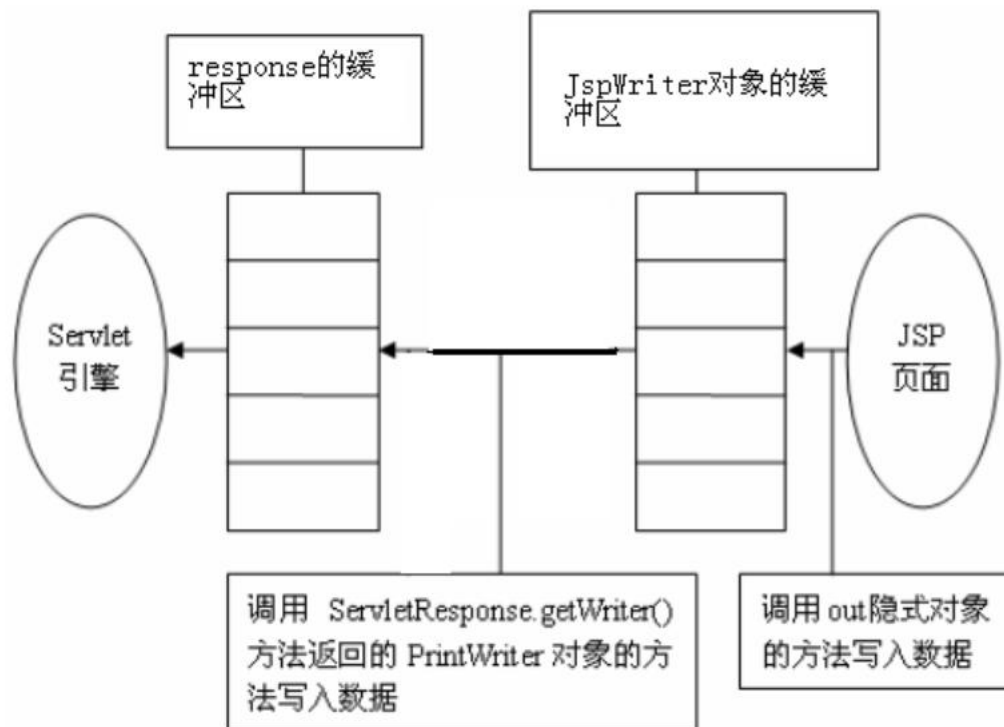 response的缓
冲区
JspWriter对象的缓
冲区
Servlet
引擎
JSP
页面
调用 ServletResponse.getWriter()
方法返回的 PrintWriter 对象的方
法写入数据
调用 out隐式对象
的方法写入数据